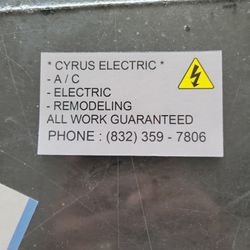 * CYRUS ELECTRIC *
- A / C
- ELECTRIC
- REMODELING
ALL WORK GUARANTEED
PHONE : (832) 359 - 7806